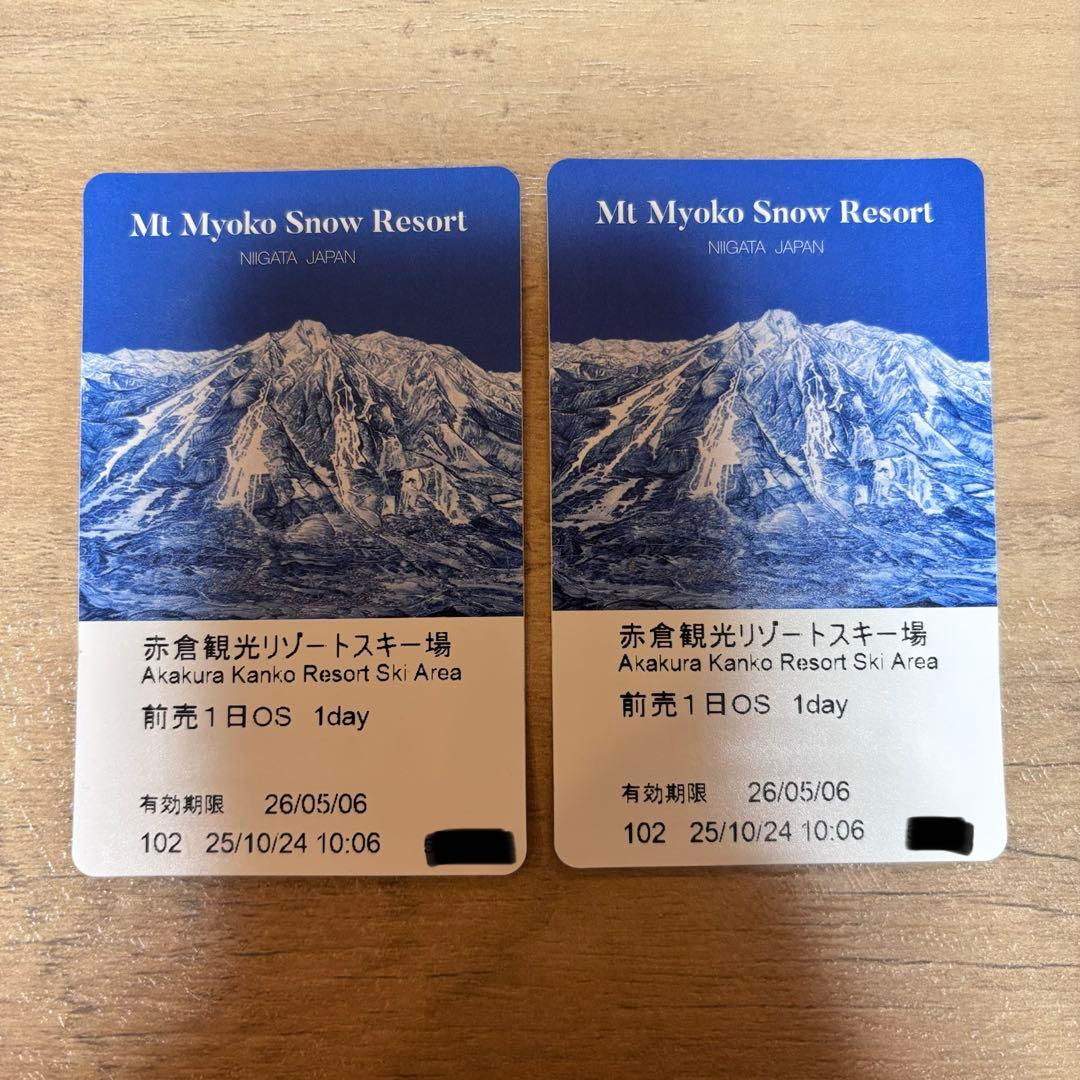 Mt Myoko Snow Resort
NIIGATA JAPAN
赤倉観光リゾートスキー場
Akakura Kanko Resort Ski Area
前売1日OS 1day
有効期限 26/05/06
102 25/10/24 10:06
Mt Myoko Snow Resort
NIIGATA JAPAN
赤倉観光リゾートスキー場
Akakura Kanko Resort Ski Area
前売1日OS 1day
有効期限 26/05/06
102 25/10/24 10:06